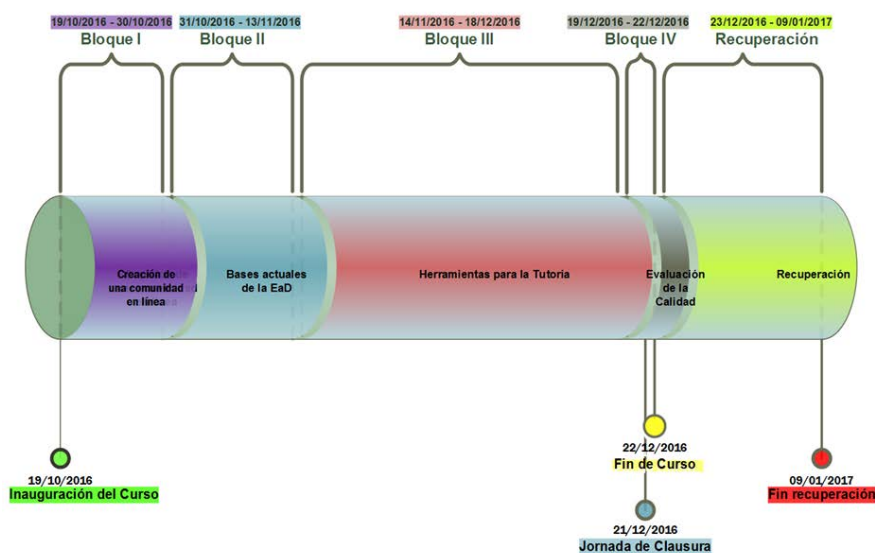 19/10/2016 - 30/10/2016
Bloque I
31/10/2016 - 13/11/2016
Bloque II
14/11/2016 - 18/12/2016
Bloque III
19/12/2016 - 22/12/2016
Bloque IV
23/12/2016 - 09/01/2017
Recuperación
Creación de
una comunidad
en línea
Bases actuales
de la EaD
Herramientas para la Tutoría
Evaluación
de la
Calidad
Recuperación
19/10/2016
Inauguración del Curso
22/12/2016
Fin de Curso
21/12/2016
Jornada de Clausura
09/01/2017
Fin recuperación